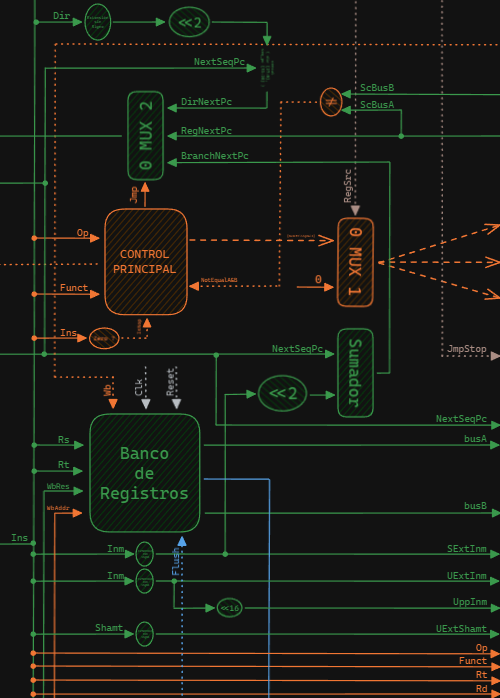 Dir
<<2
NextSeqPc
ScBusB
ScBusA
≠
DirNextPc
RegNextPc
BranchNextPc
0 MUX 2
Jmp
RegSrc
Op
CONTROL
PRINCIPAL
0 MUX 1
NotEqualAEB
0
Funct
Ins
NextSeqPc
Sumador
JmpStop
Wb
Clk
Reset
<<2
NextSeqPc
Rs
busA
Banco
de
Registros
Rt
WbRes
WbAddr
busB
Ins
Inm
Flush
SExtInm
Inm
UExtInm
<<16
UppInm
Shamt
UExtShamt
Op
Funct
Rt
Rd